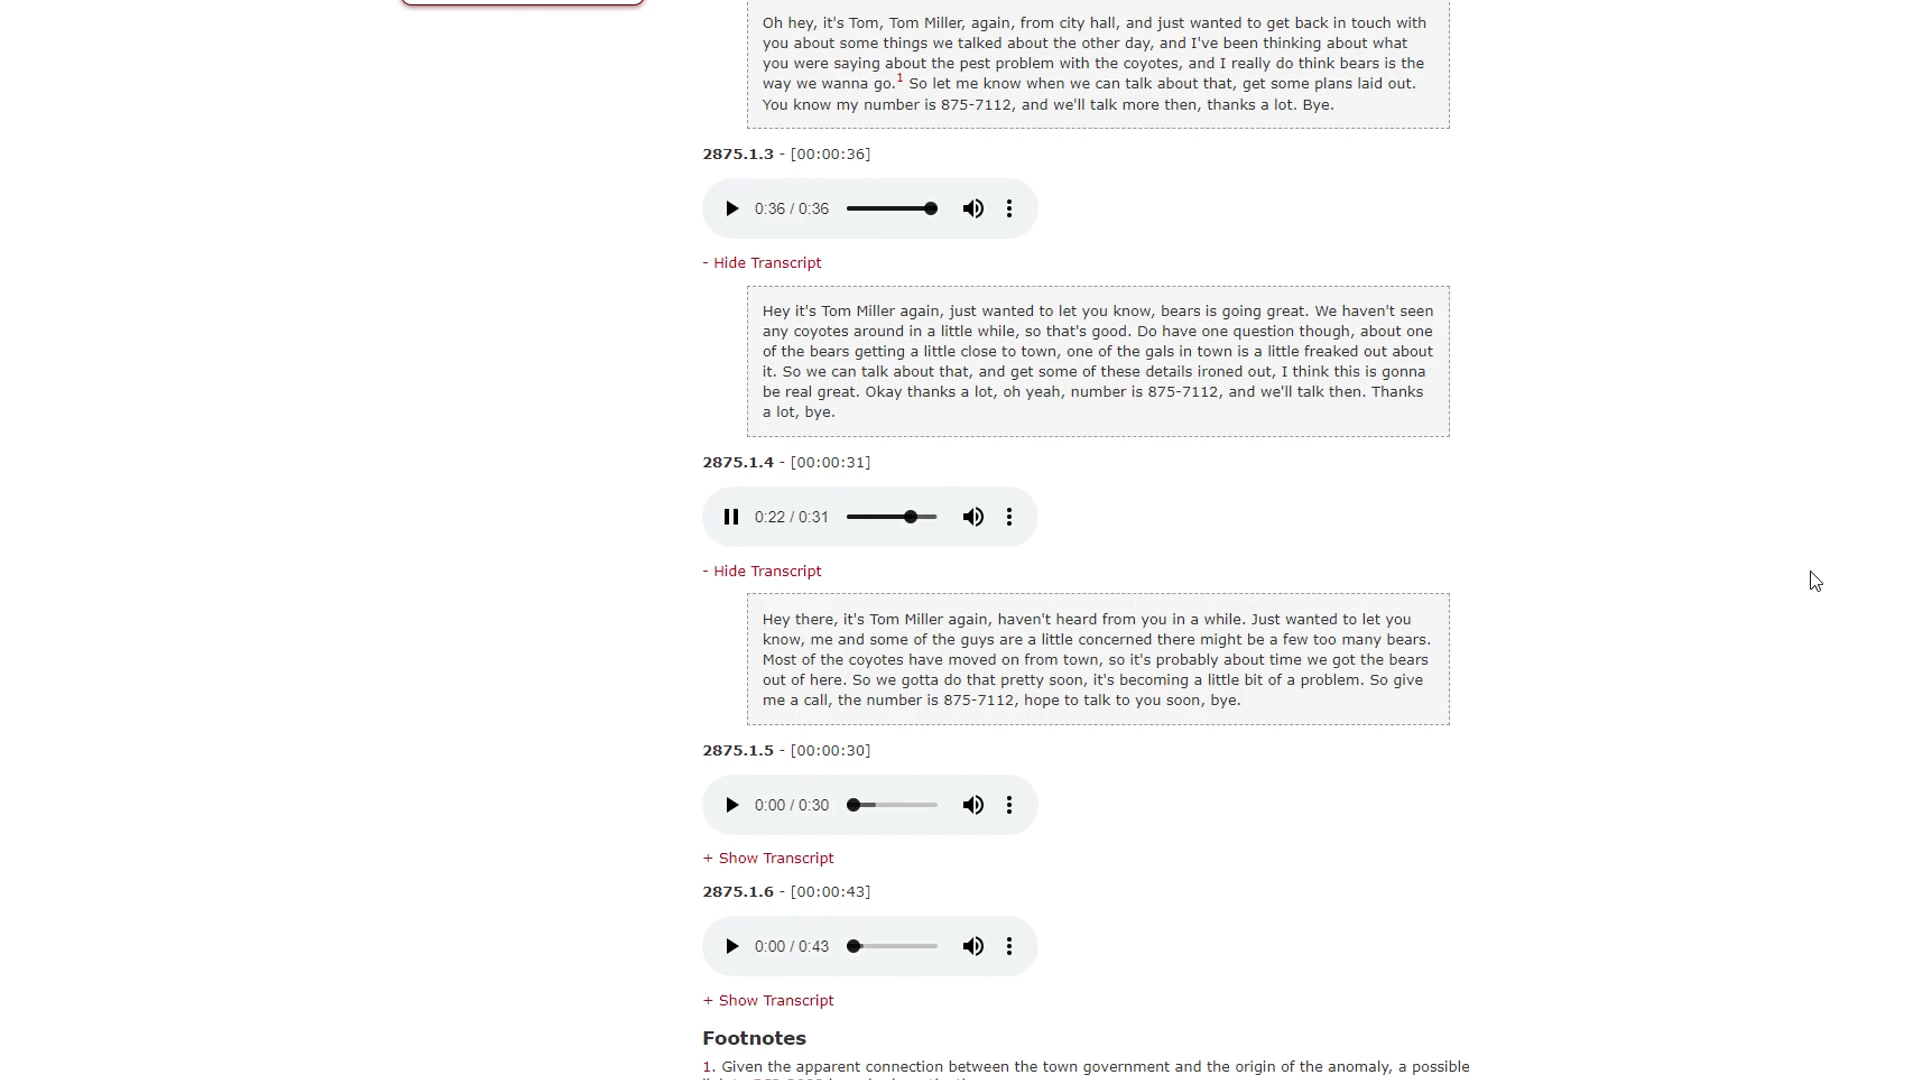 Oh hey, it's Tom, Tom Miller, again, from city hall, and just wanted to get back in touch with
you about some things we talked about the other day, and I've been thinking about what
you were saying about the pest problem with the coyotes, and I really do think bears is the
way we wanna go.1 So let me know when we can talk about that, get some plans laid out.
You know my number is 875-7112, and we'll talk more then, thanks a lot. Bye.
2875.1.3 - [00:00:36]
0:36 / 0:36
- Hide Transcript
Hey it's Tom Miller again, just wanted to let you know, bears is going great. We haven't seen
any coyotes around in a little while, so that's good. Do have one question though, about one
of the bears getting a little close to town, one of the gals in town is a little freaked out about
it. So we can talk about that, and get some of these details ironed out, I think this is gonna
be real great. Okay thanks a lot, oh yeah, number is 875-7112, and we'll talk then. Thanks
a lot, bye.
2875.1.4 - [00:00:31]
0:22 / 0:31
- Hide Transcript
Hey there, it's Tom Miller again, haven't heard from you in a while. Just wanted to let you
know, me and some of the guys are a little concerned there might be a few too many bears.
Most of the coyotes have moved on from town, so it's probably about time we got the bears
out of here. So we gotta do that pretty soon, it's becoming a little bit of a problem. So give
me a call, the number is 875-7112, hope to talk to you soon, bye.
2875.1.5 - [00:00:30]
0:00 / 0:30
+ Show Transcript
2875.1.6 - [00:00:43]
0:00 / 0:43
+ Show Transcript
Footnotes
1. Given the apparent connection between the town government and the origin of the anomaly, a possible